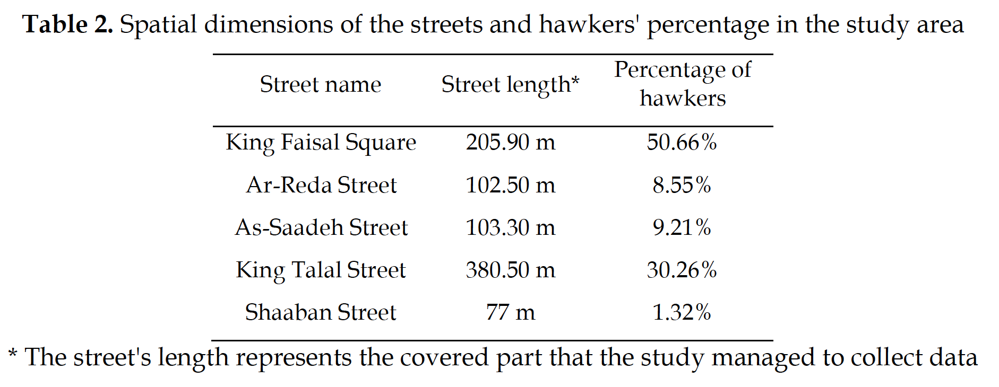 Table 2. Spatial dimensions of the streets and hawkers' percentage in the study area
Street name Street length* Percentage of hawkers
King Faisal Square 205.90 m 50.66%
Ar-Reda Street 102.50 m 8.55%
As-Saadeh Street 103.30 m 9.21%
King Talal Street 380.50 m 30.26%
Shaaban Street 77 m 1.32%
* The street's length represents the covered part that the study managed to collect data